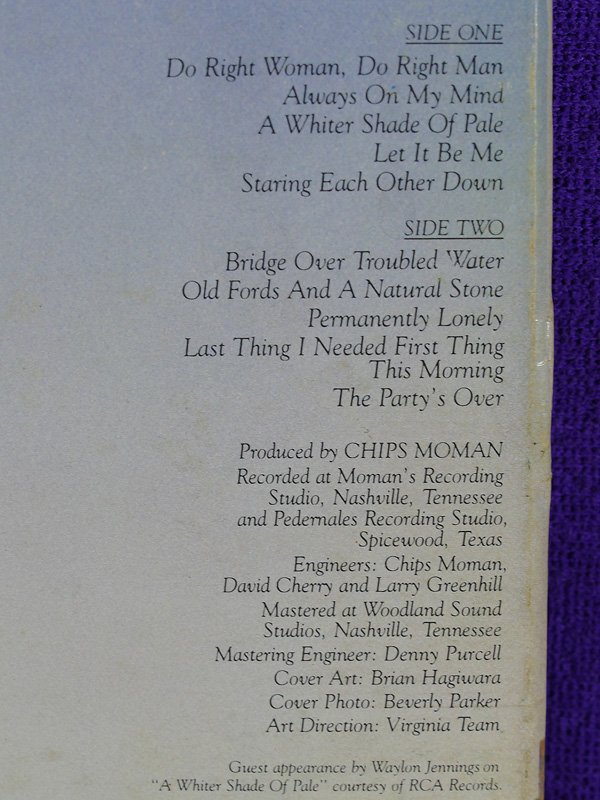 SIDE ONE
Do Right Woman, Do Right Man
Always On My Mind
A Whiter Shade Of Pale
Let It Be Me
Staring Each Other Down
SIDE TWO
Bridge Over Troubled Water
Old Fords And A Natural Stone
Permanently Lonely
Last Thing I Needed First Thing
This Morning
The Party's Over
Produced by CHIPS MOMAN
Recorded at Moman's Recording
Studio, Nashville, Tennessee
and Pedernales Recording Studio,
Spicewood, Texas
Engineers: Chips Moman,
David Cherry and Larry Greenhill
Mastered at Woodland Sound
Studios, Nashville, Tennessee
Mastering Engineer: Denny Purcell
Cover Art: Brian Hagiwara
Cover Photo: Beverly Parker
Art Direction: Virginia Team
Guest appearance by Waylon Jennings on
"A Whiter Shade Of Pale" courtesy of RCA Records.